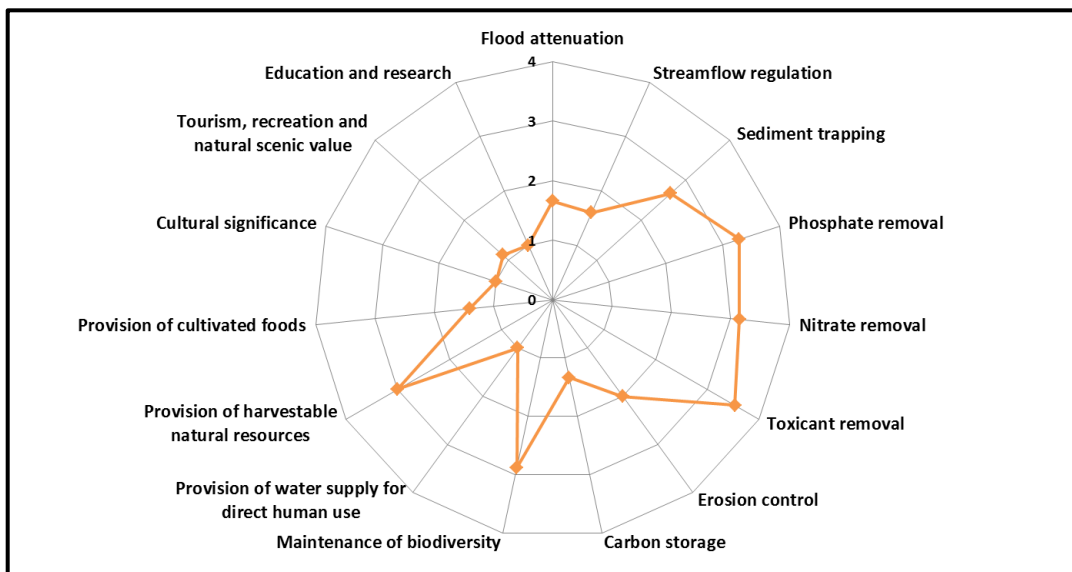 Flood attenuation
4
Education and research
Streamflow regulation
3
Tourism, recreation and
natural scenic value
Sediment trapping
2
Cultural significance
Phosphate removal
1
0
Provision of cultivated foods
Nitrate removal
Provision of harvestable
natural resources
Toxicant removal
Provision of water supply for
direct human use
Erosion control
Maintenance of biodiversity
Carbon storage